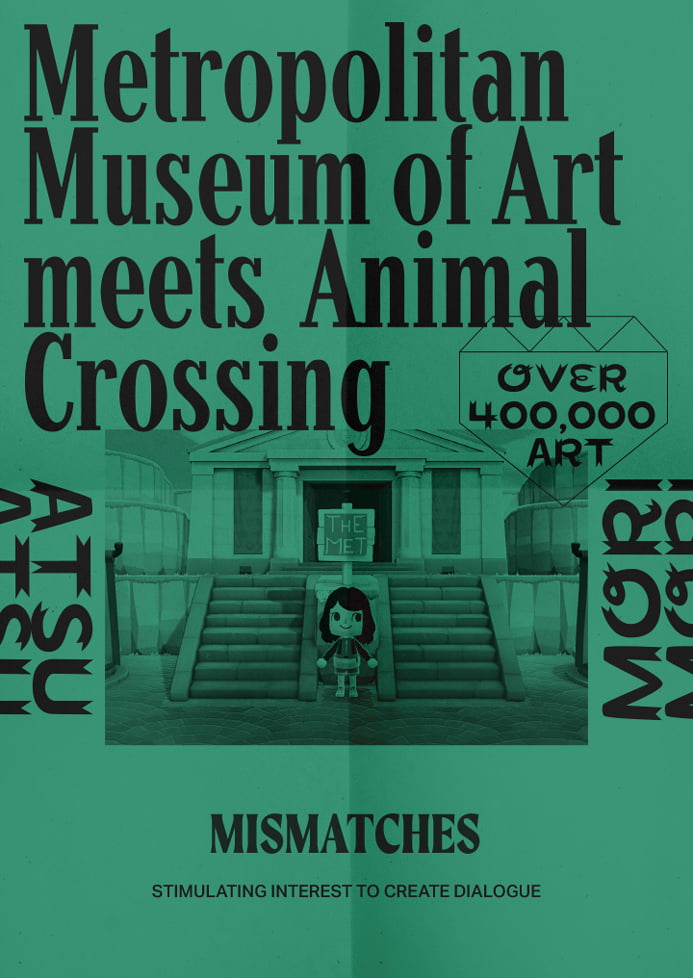 Metropolitan
Museum of Art
meets Animal
Crossing
OVER
400,000
ART
ATSU
ATSU
THE
MET
MORI
MORI
MISMATCHES
STIMULATING INTEREST TO CREATE DIALOGUE